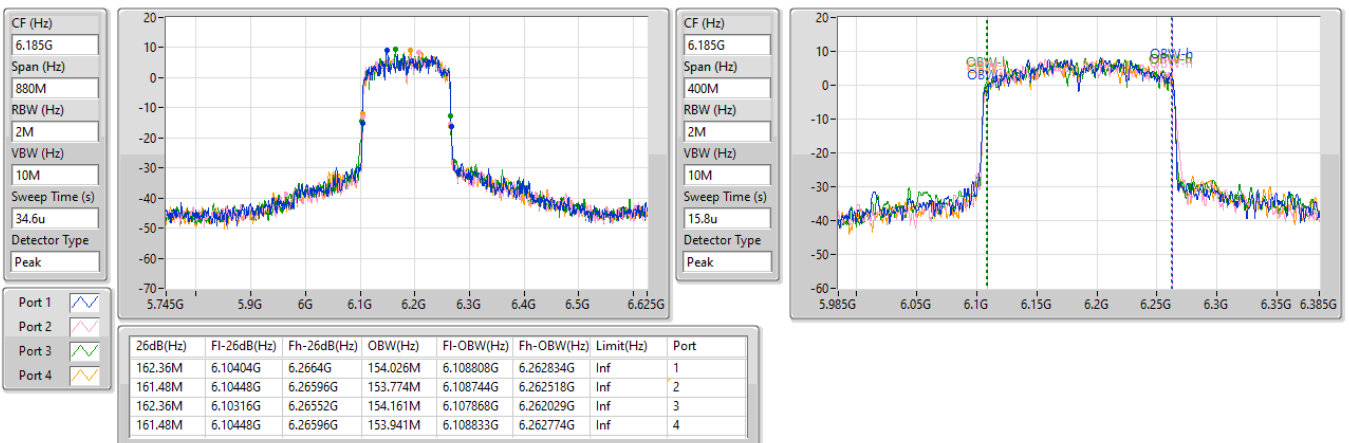 CF (Hz)
6.185G
Span (Hz)
880M
RBW (Hz)
2M
VBW (Hz)
10M
Sweep Time (s)
34.6u
Detector Type
Peak
20
10
0
-10
-20
-30
-40
-50
-60
-70
5.745G 5.9G 6G 6.1G 6.2G 6.3G 6.4G 6.5G 6.625G
CF (Hz)
6.185G
Span (Hz)
400M
RBW (Hz)
2M
VBW (Hz)
10M
Sweep Time (s)
15.8u
Detector Type
Peak
20
10
0
-10
-20
-30
-40
-50
-60
OBW-l
OBW-h
OBW-h
5.985G 6.05G 6.1G 6.15G 6.2G 6.25G 6.3G 6.35G 6.385G
Port 1
Port 2
Port 3
Port 4
26dB(Hz) Fl-26dB(Hz) Fh-26dB(Hz) OBW(Hz) Fl-OBW(Hz) Fh-OBW(Hz) Limit(Hz) Port
162.36M 6.10404G 6.2664G 154.026M 6.108808G 6.262834G Inf 1
161.48M 6.10448G 6.26596G 153.774M 6.108744G 6.262518G Inf 2
162.36M 6.10316G 6.26552G 154.161M 6.107868G 6.262029G Inf 3
161.48M 6.10448G 6.26596G 153.941M 6.108833G 6.262774G Inf 4